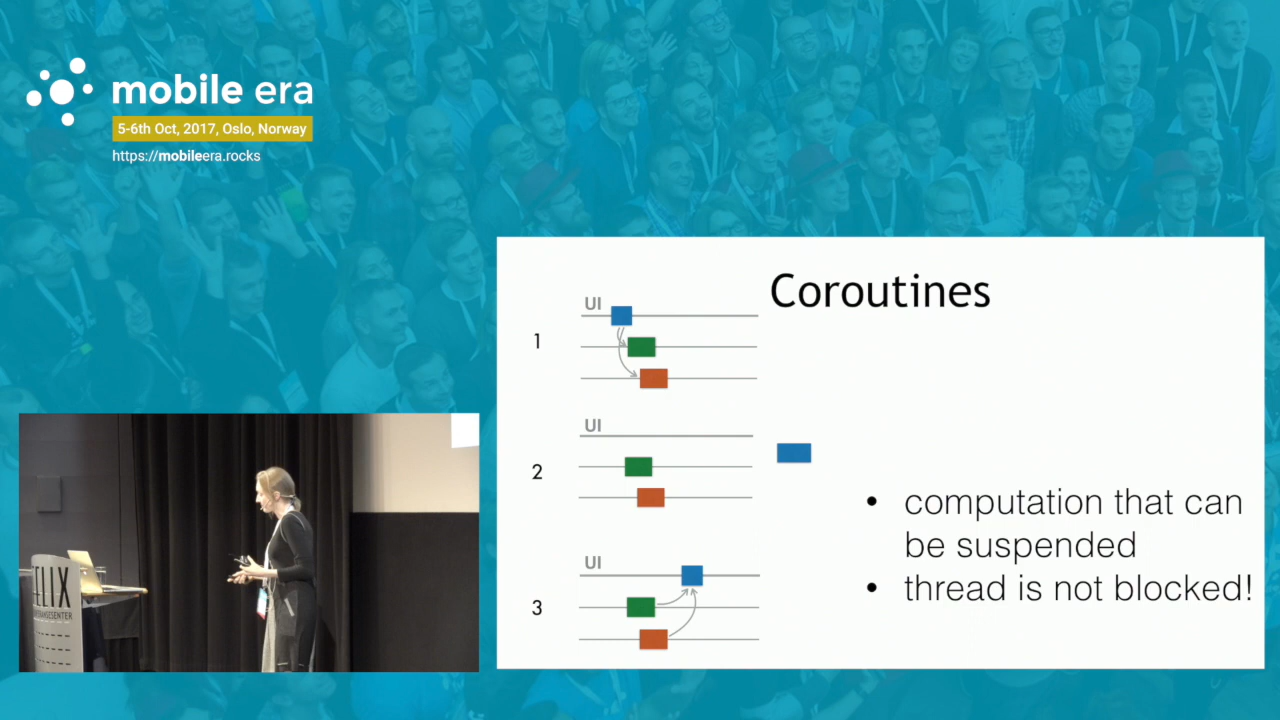 mobile era
5-6th Oct, 2017, Oslo, Norway
https://mobileera.rocks
Coroutines
UI
1
UI
2
UI
3
• computation that can
be suspended
• thread is not blocked!
ELIX